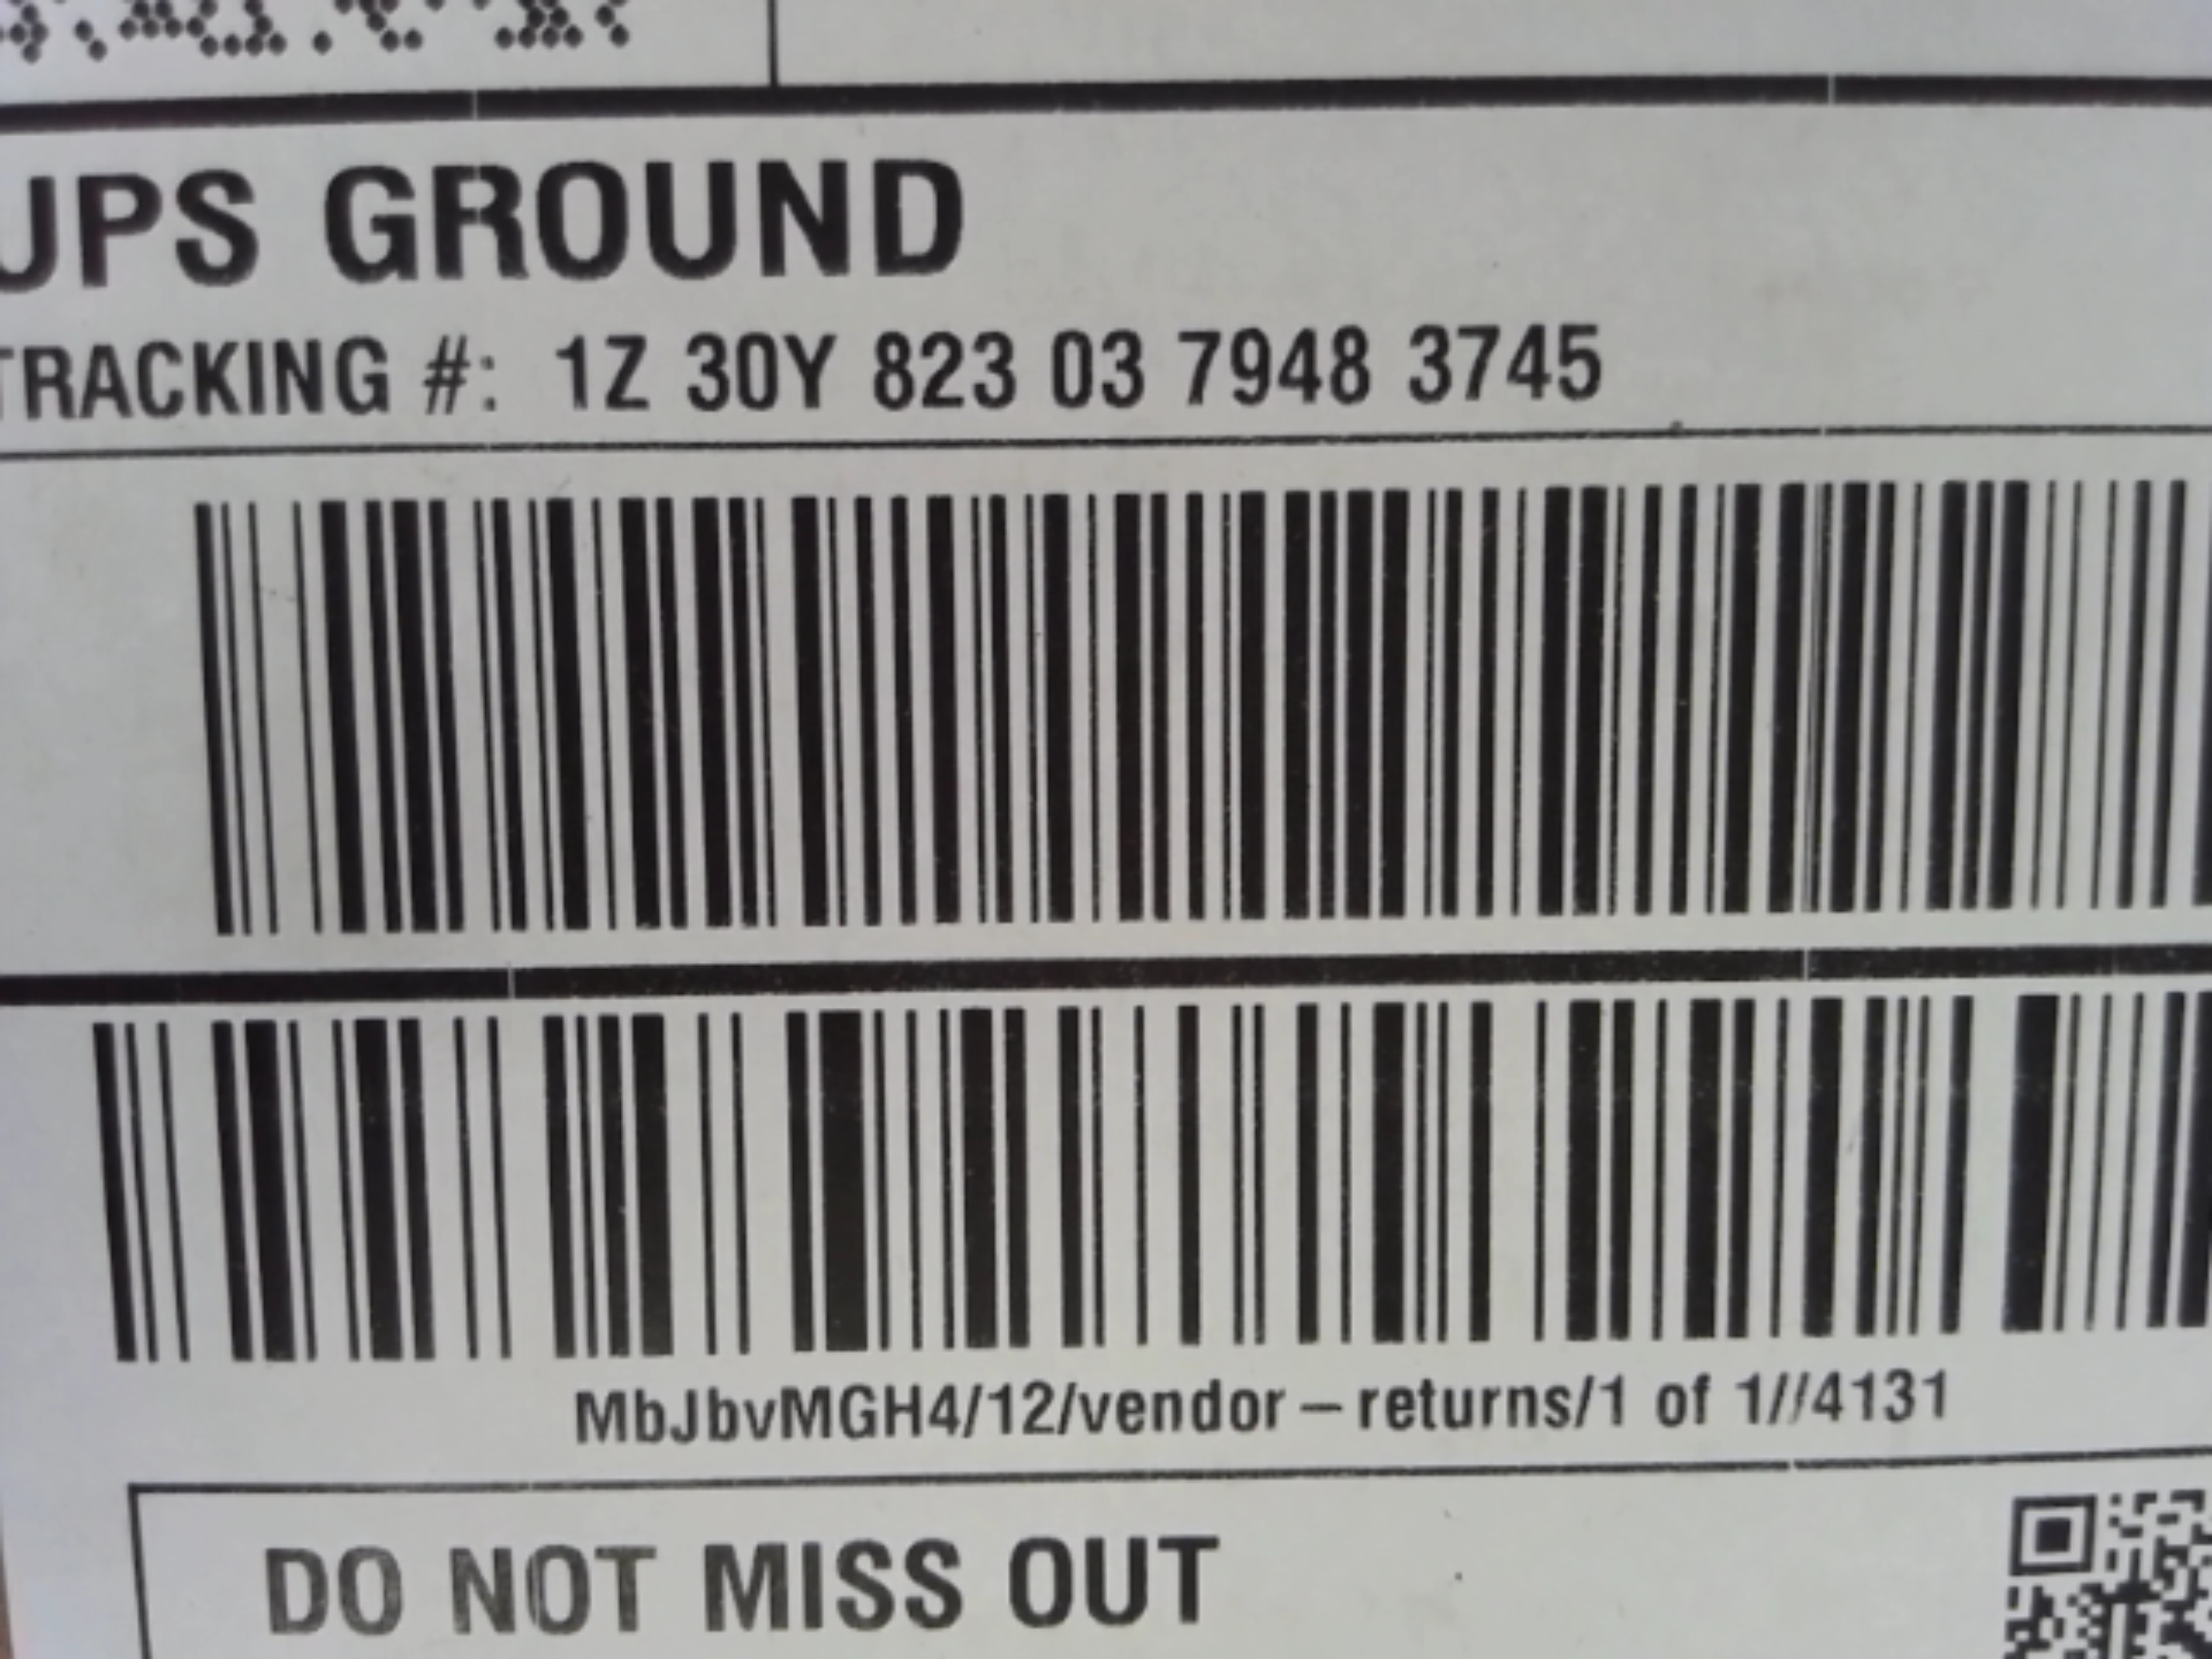 UPS GROUND
TRACKING #: 1Z 30Y 823 03 7948 3745
MbJbvMGH4/12/vendor – returns/1 of 1//4131
DO NOT MISS OUT